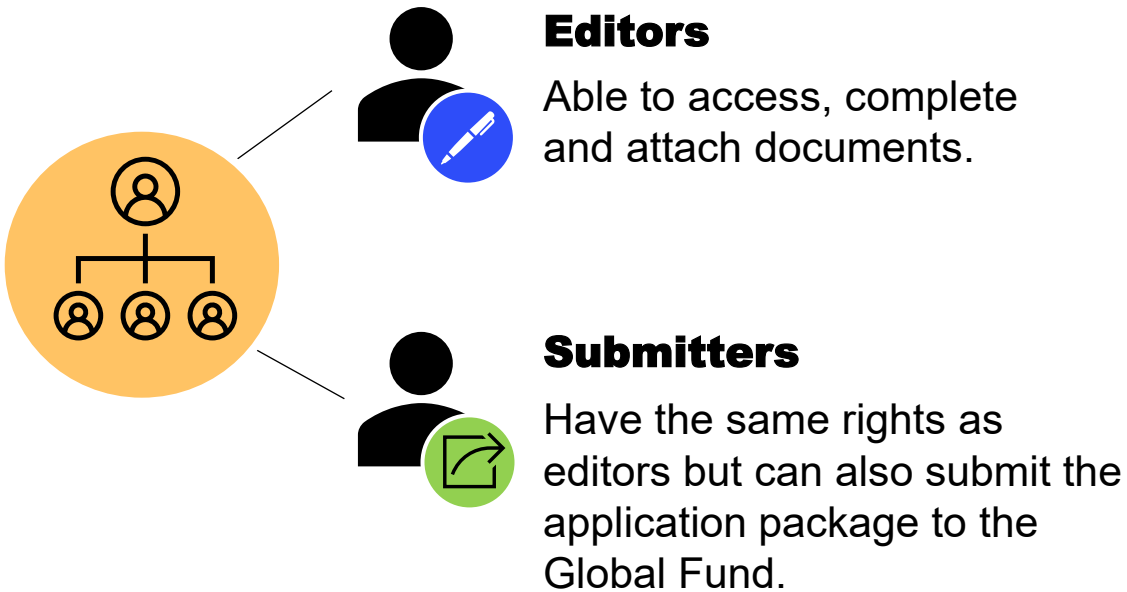 Editors
Able to access, complete
and attach documents.
Submitters
Have the same rights as
editors but can also submit the
application package to the
Global Fund.